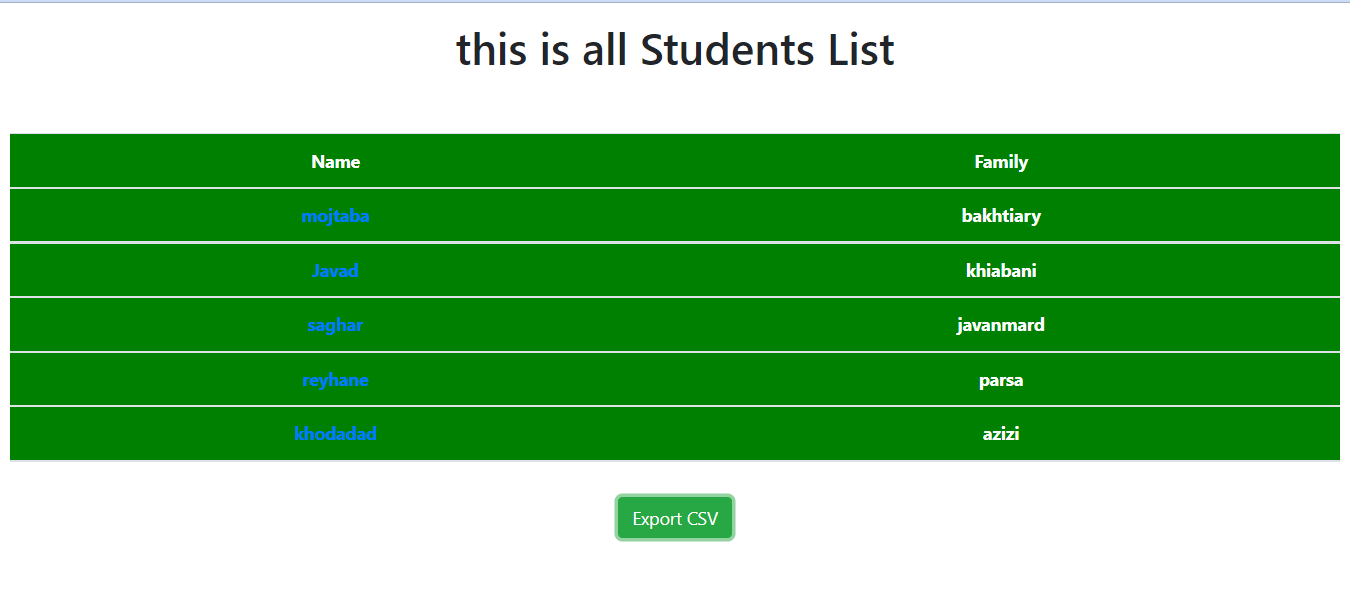 this is all Students List
Name Family
mojtaba bakhtiary
Javad khiabani
saghar javanmard
reyhane parsa
khodadad azizi
Export CSV